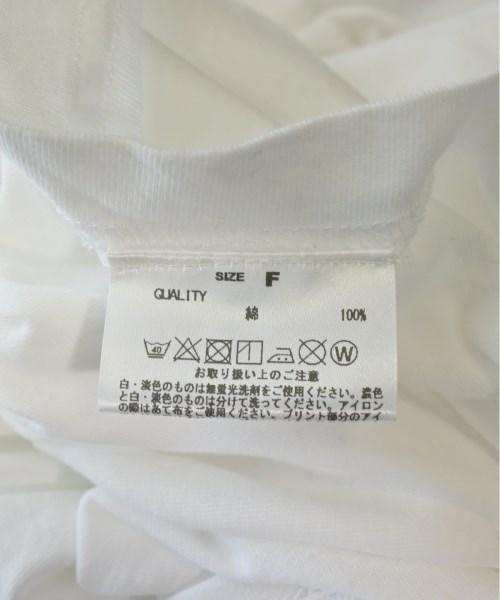 SIZE F
QUALITY
綿 100%
40 W
お取り扱い上のご注意
白・淡色のものは無蛍光洗剤をご使用ください。濃色
と白・淡色のものは分けて洗ってください。アイロン
の際はあて布をご使用ください。プリント部分のアイ